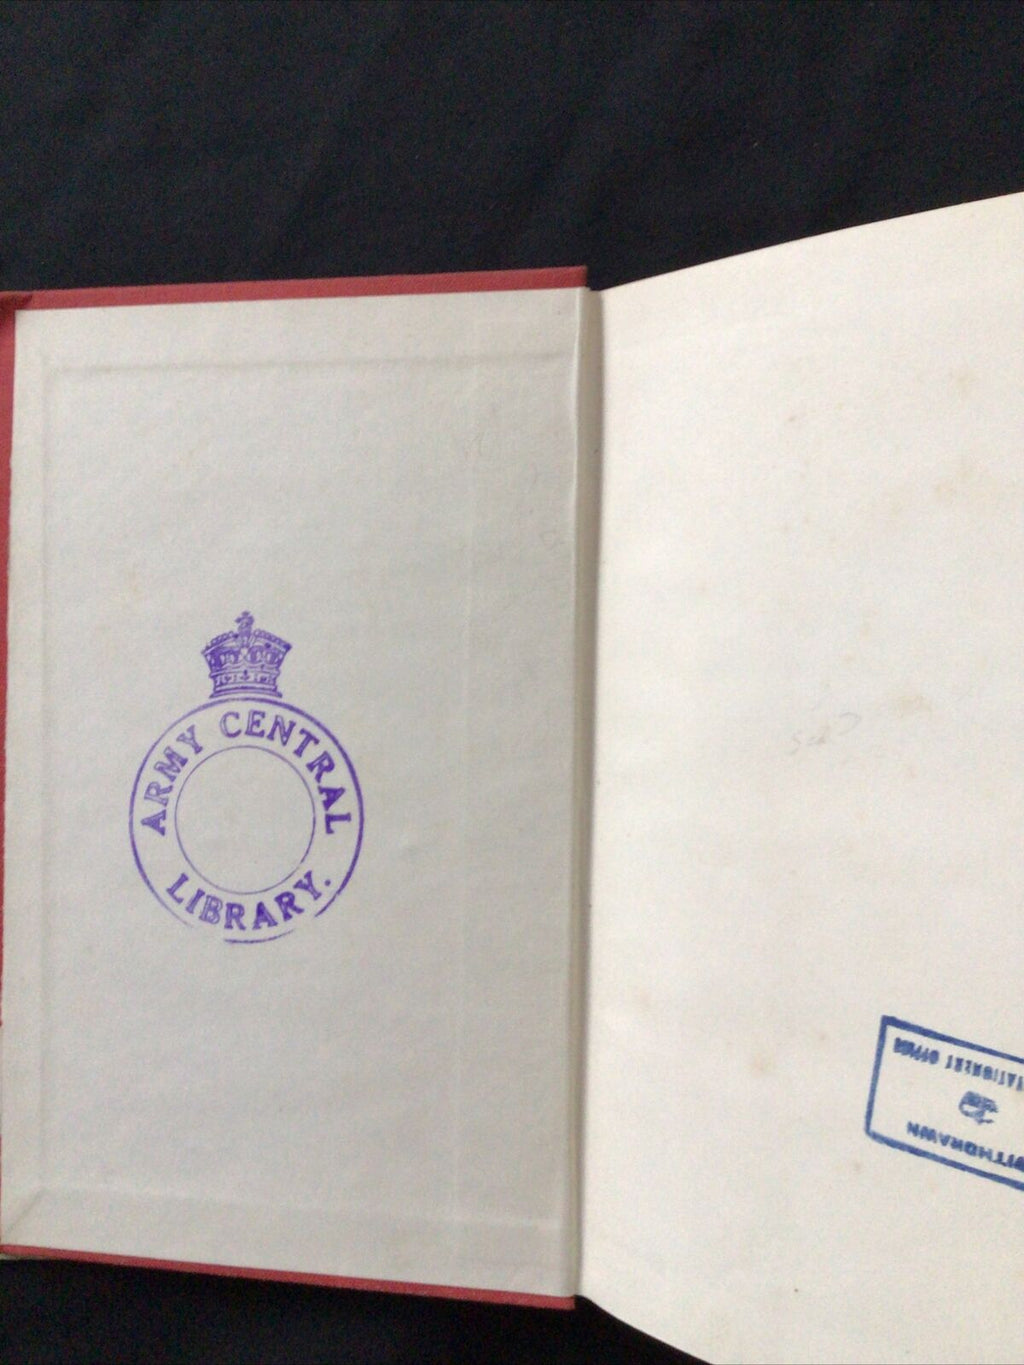 ARMY CENTRAL
LIBRARY.
STATIONERY OFFICE
WITHDRAWN